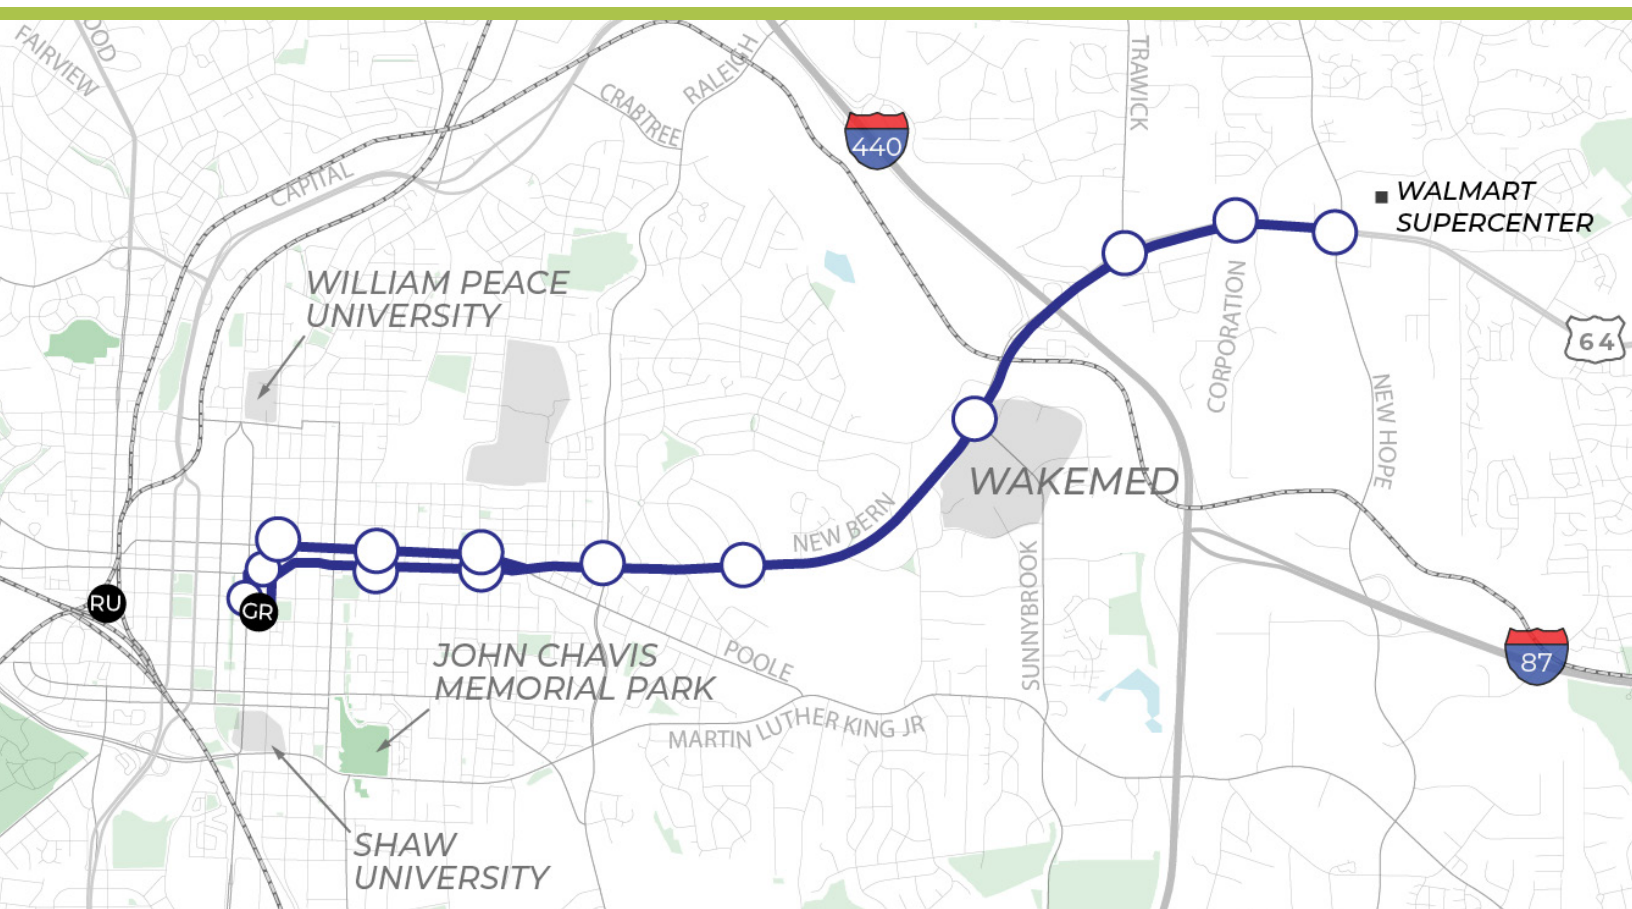 FAIRVIEW
OOD
CAPITAL
CRABTREE
RALEIGH
TRAWICK
440
WALMART
SUPERCENTER
WILLIAM PEACE
UNIVERSITY
CORPORATION
64
NEW HOPE
WAKEMED
NEW BERN
SUNNYBROOK
RU
GR
JOHN CHAVIS
MEMORIAL PARK
POOLE
87
MARTIN LUTHER KING JR
SHAW
UNIVERSITY